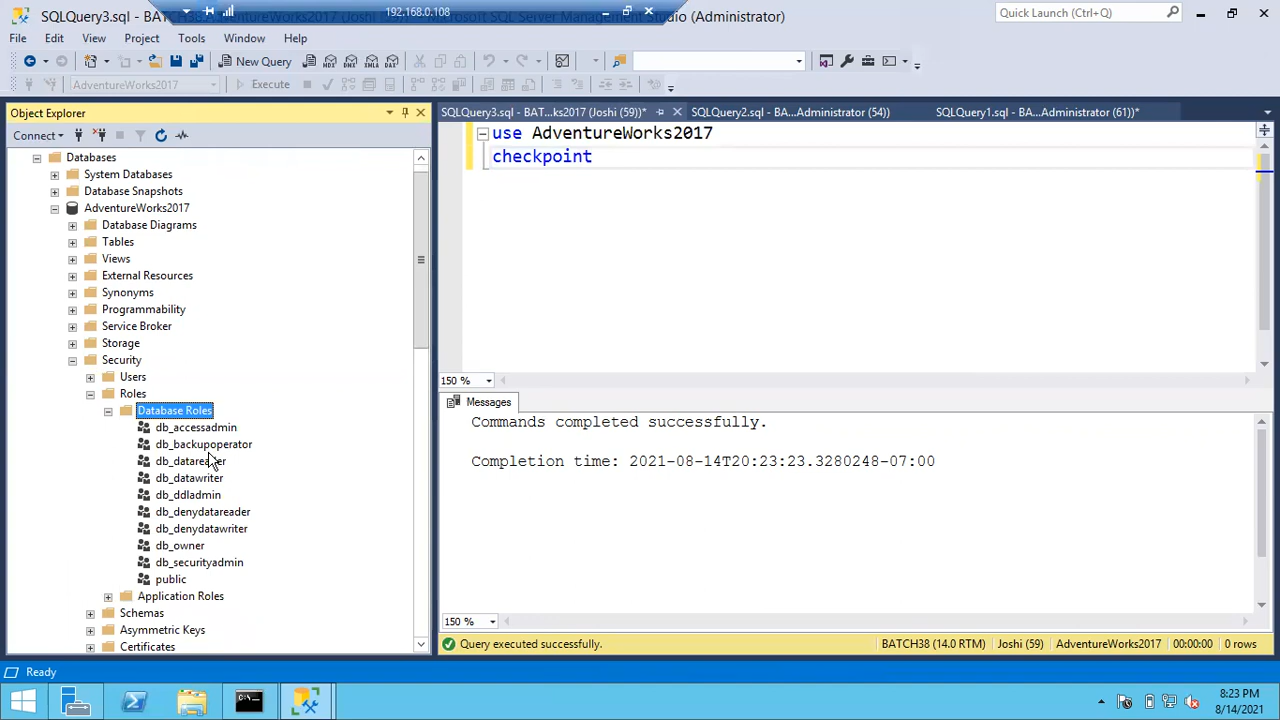 SQLQuery3.sql - BATCH38.AdventureWorks2017 (Joshi (59))* - Microsoft SQL Server Management Studio (Administrator)
192.168.0.108
Quick Launch (Ctrl+Q)
File Edit View Project Tools Window Help
New Query
AdventureWorks2017
Execute
Object Explorer
Connect
Databases
System Databases
Database Snapshots
AdventureWorks2017
Database Diagrams
Tables
Views
External Resources
Synonyms
Programmability
Service Broker
Storage
Security
Users
Roles
Database Roles
db_accessadmin
db_backupoperator
db_datareader
db_datawriter
db_ddladmin
db_denydatareader
db_denydatawriter
db_owner
db_securityadmin
public
Application Roles
Schemas
Asymmetric Keys
Certificates
SQLQuery3.sql - BAT...ks2017 (Joshi (59))* SQLQuery2.sql - BA...Administrator (54)) SQLQuery1.sql - BA...Administrator (61))*
use AdventureWorks2017
checkpoint
150 %
Messages
Commands completed successfully.
Completion time: 2021-08-14T20:23:23.3280248-07:00
150 %
Query executed successfully. BATCH38 (14.0 RTM) Joshi (59) AdventureWorks2017 00:00:00 0 rows
Ready
8:23 PM
8/14/2021